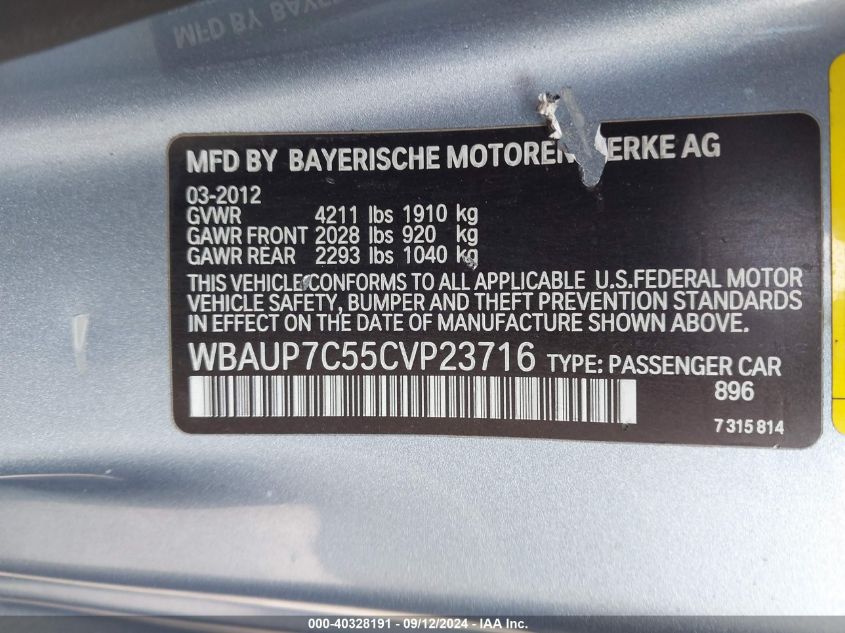 MFD BY BAYERISCHE MOTOREN ERKE AG
03-2012
GVWR 4211 lbs 1910 kg
GAWR FRONT 2028 lbs 920 kg
GAWR REAR 2293 lbs 1040 kg
THIS VEHICLE CONFORMS TO ALL APPLICABLE U.S.FEDERAL MOTOR
VEHICLE SAFETY, BUMPER AND THEFT PREVENTION STANDARDS
IN EFFECT ON THE DATE OF MANUFACTURE SHOWN ABOVE.
WBAUP7C55CVP23716 TYPE: PASSENGER CAR
896
7 315 814
000-40328191 - 09/12/2024 - IAA Inc.